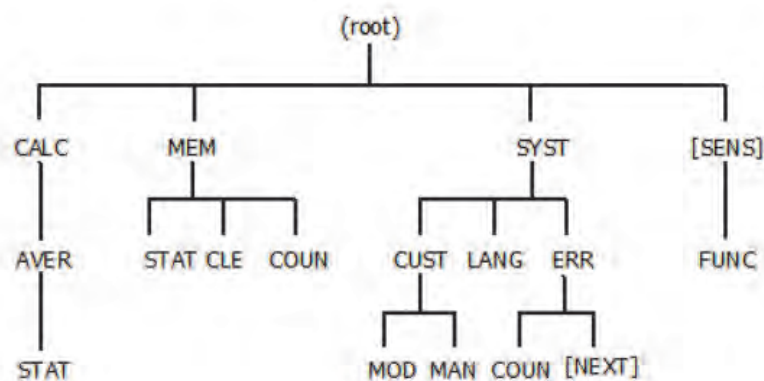 (root)
CALC MEM SYST [SENS]
AVER STAT CLE COUN CUST LANG ERR FUNC
STAT MOD MAN COUN [NEXT]